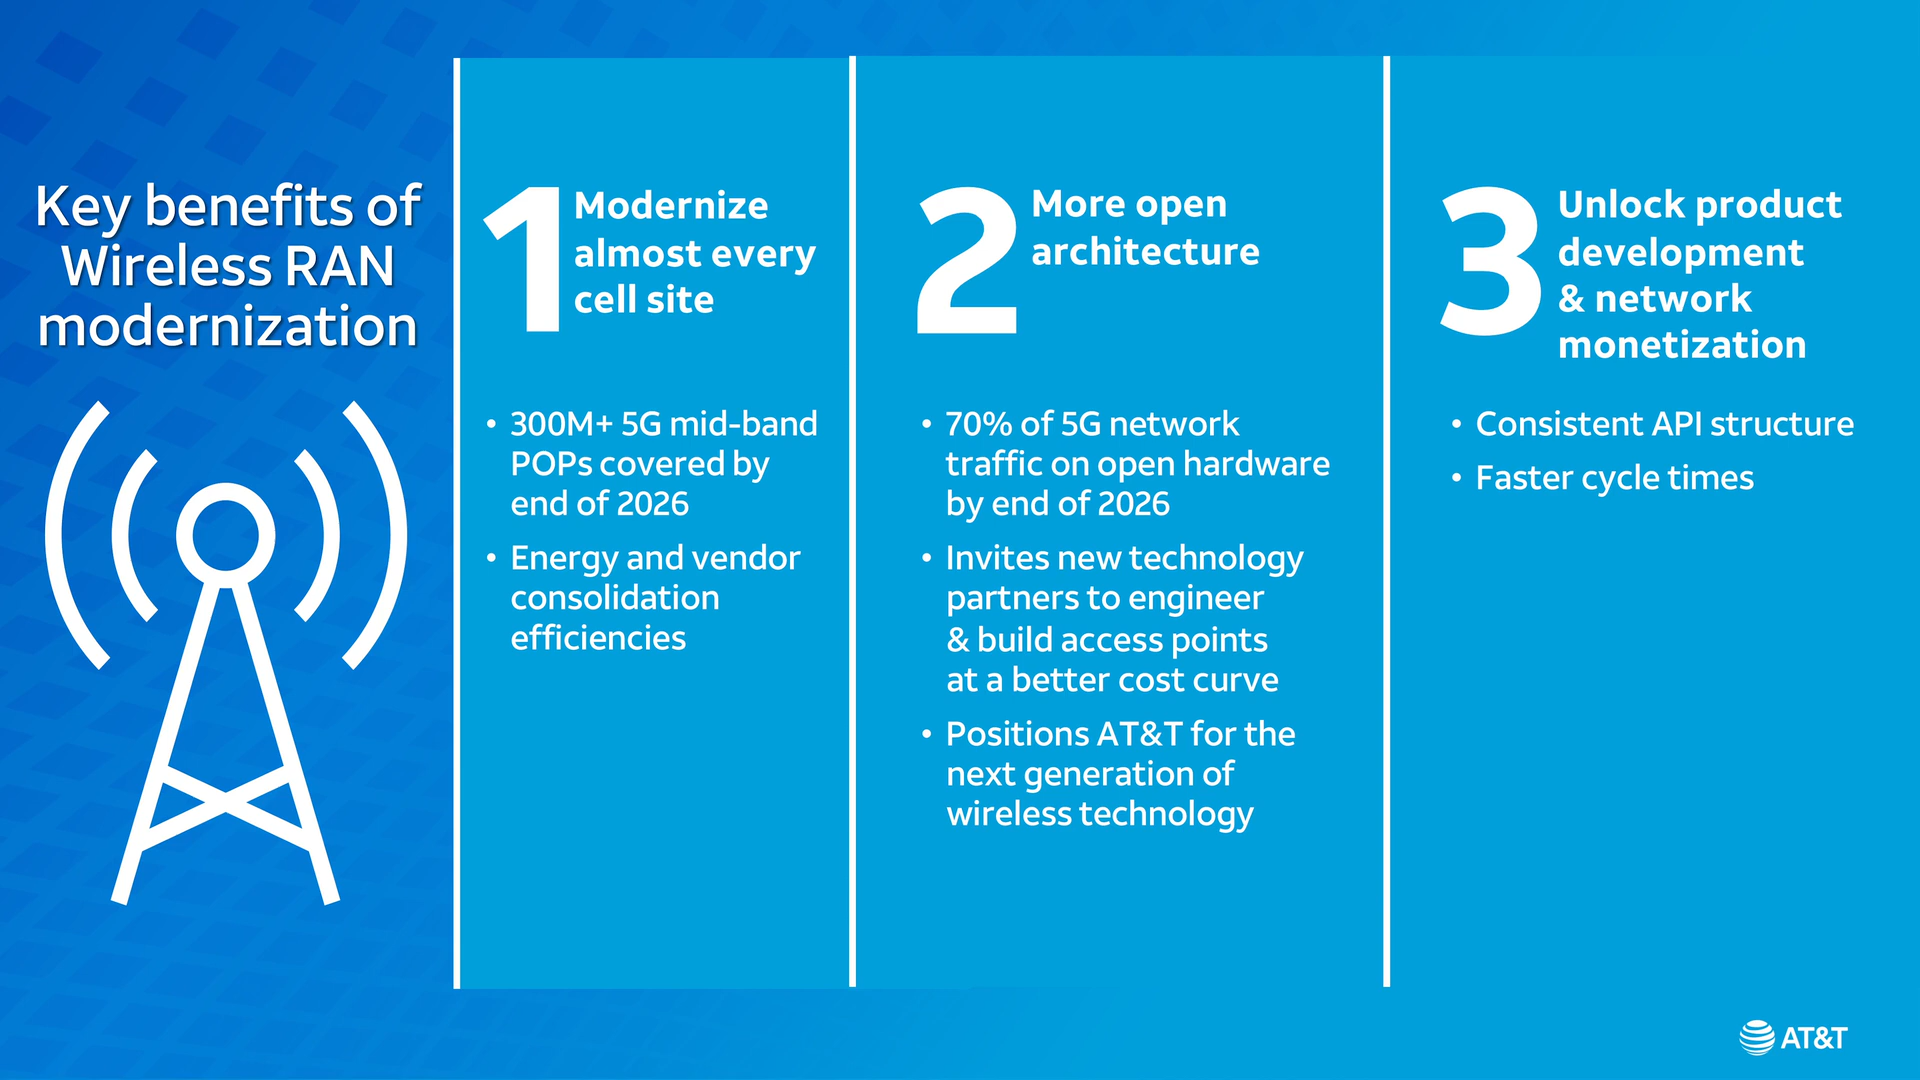 Key benefits of
Wireless RAN
modernization
1
Modernize
almost every
cell site
• 300M+ 5G mid-band
POPs covered by
end of 2026
• Energy and vendor
consolidation
efficiencies
2
More open
architecture
• 70% of 5G network
traffic on open hardware
by end of 2026
• Invites new technology
partners to engineer
& build access points
at a better cost curve
• Positions AT&T for the
next generation of
wireless technology
3
Unlock product
development
& network
monetization
• Consistent API structure
• Faster cycle times
AT&T